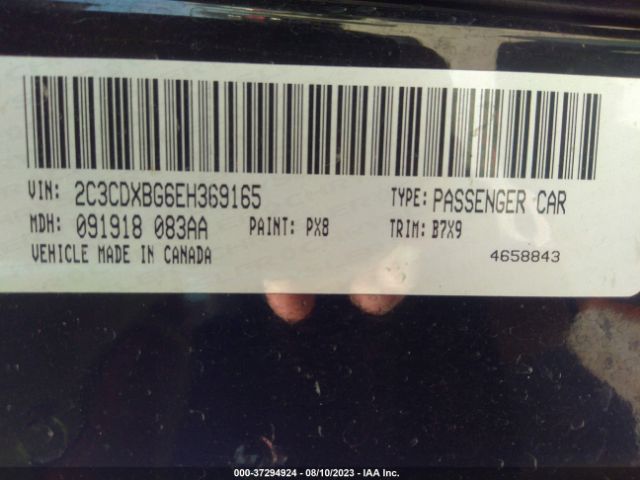 VIN: 2C3CDXBG6EH369165 TYPE: PASSENGER CAR
MDH: 091918 083AA PAINT: PX8 TRIM: B7X9
VEHICLE MADE IN CANADA 4658843
000-37294924 - 08/10/2023 - IAA Inc.